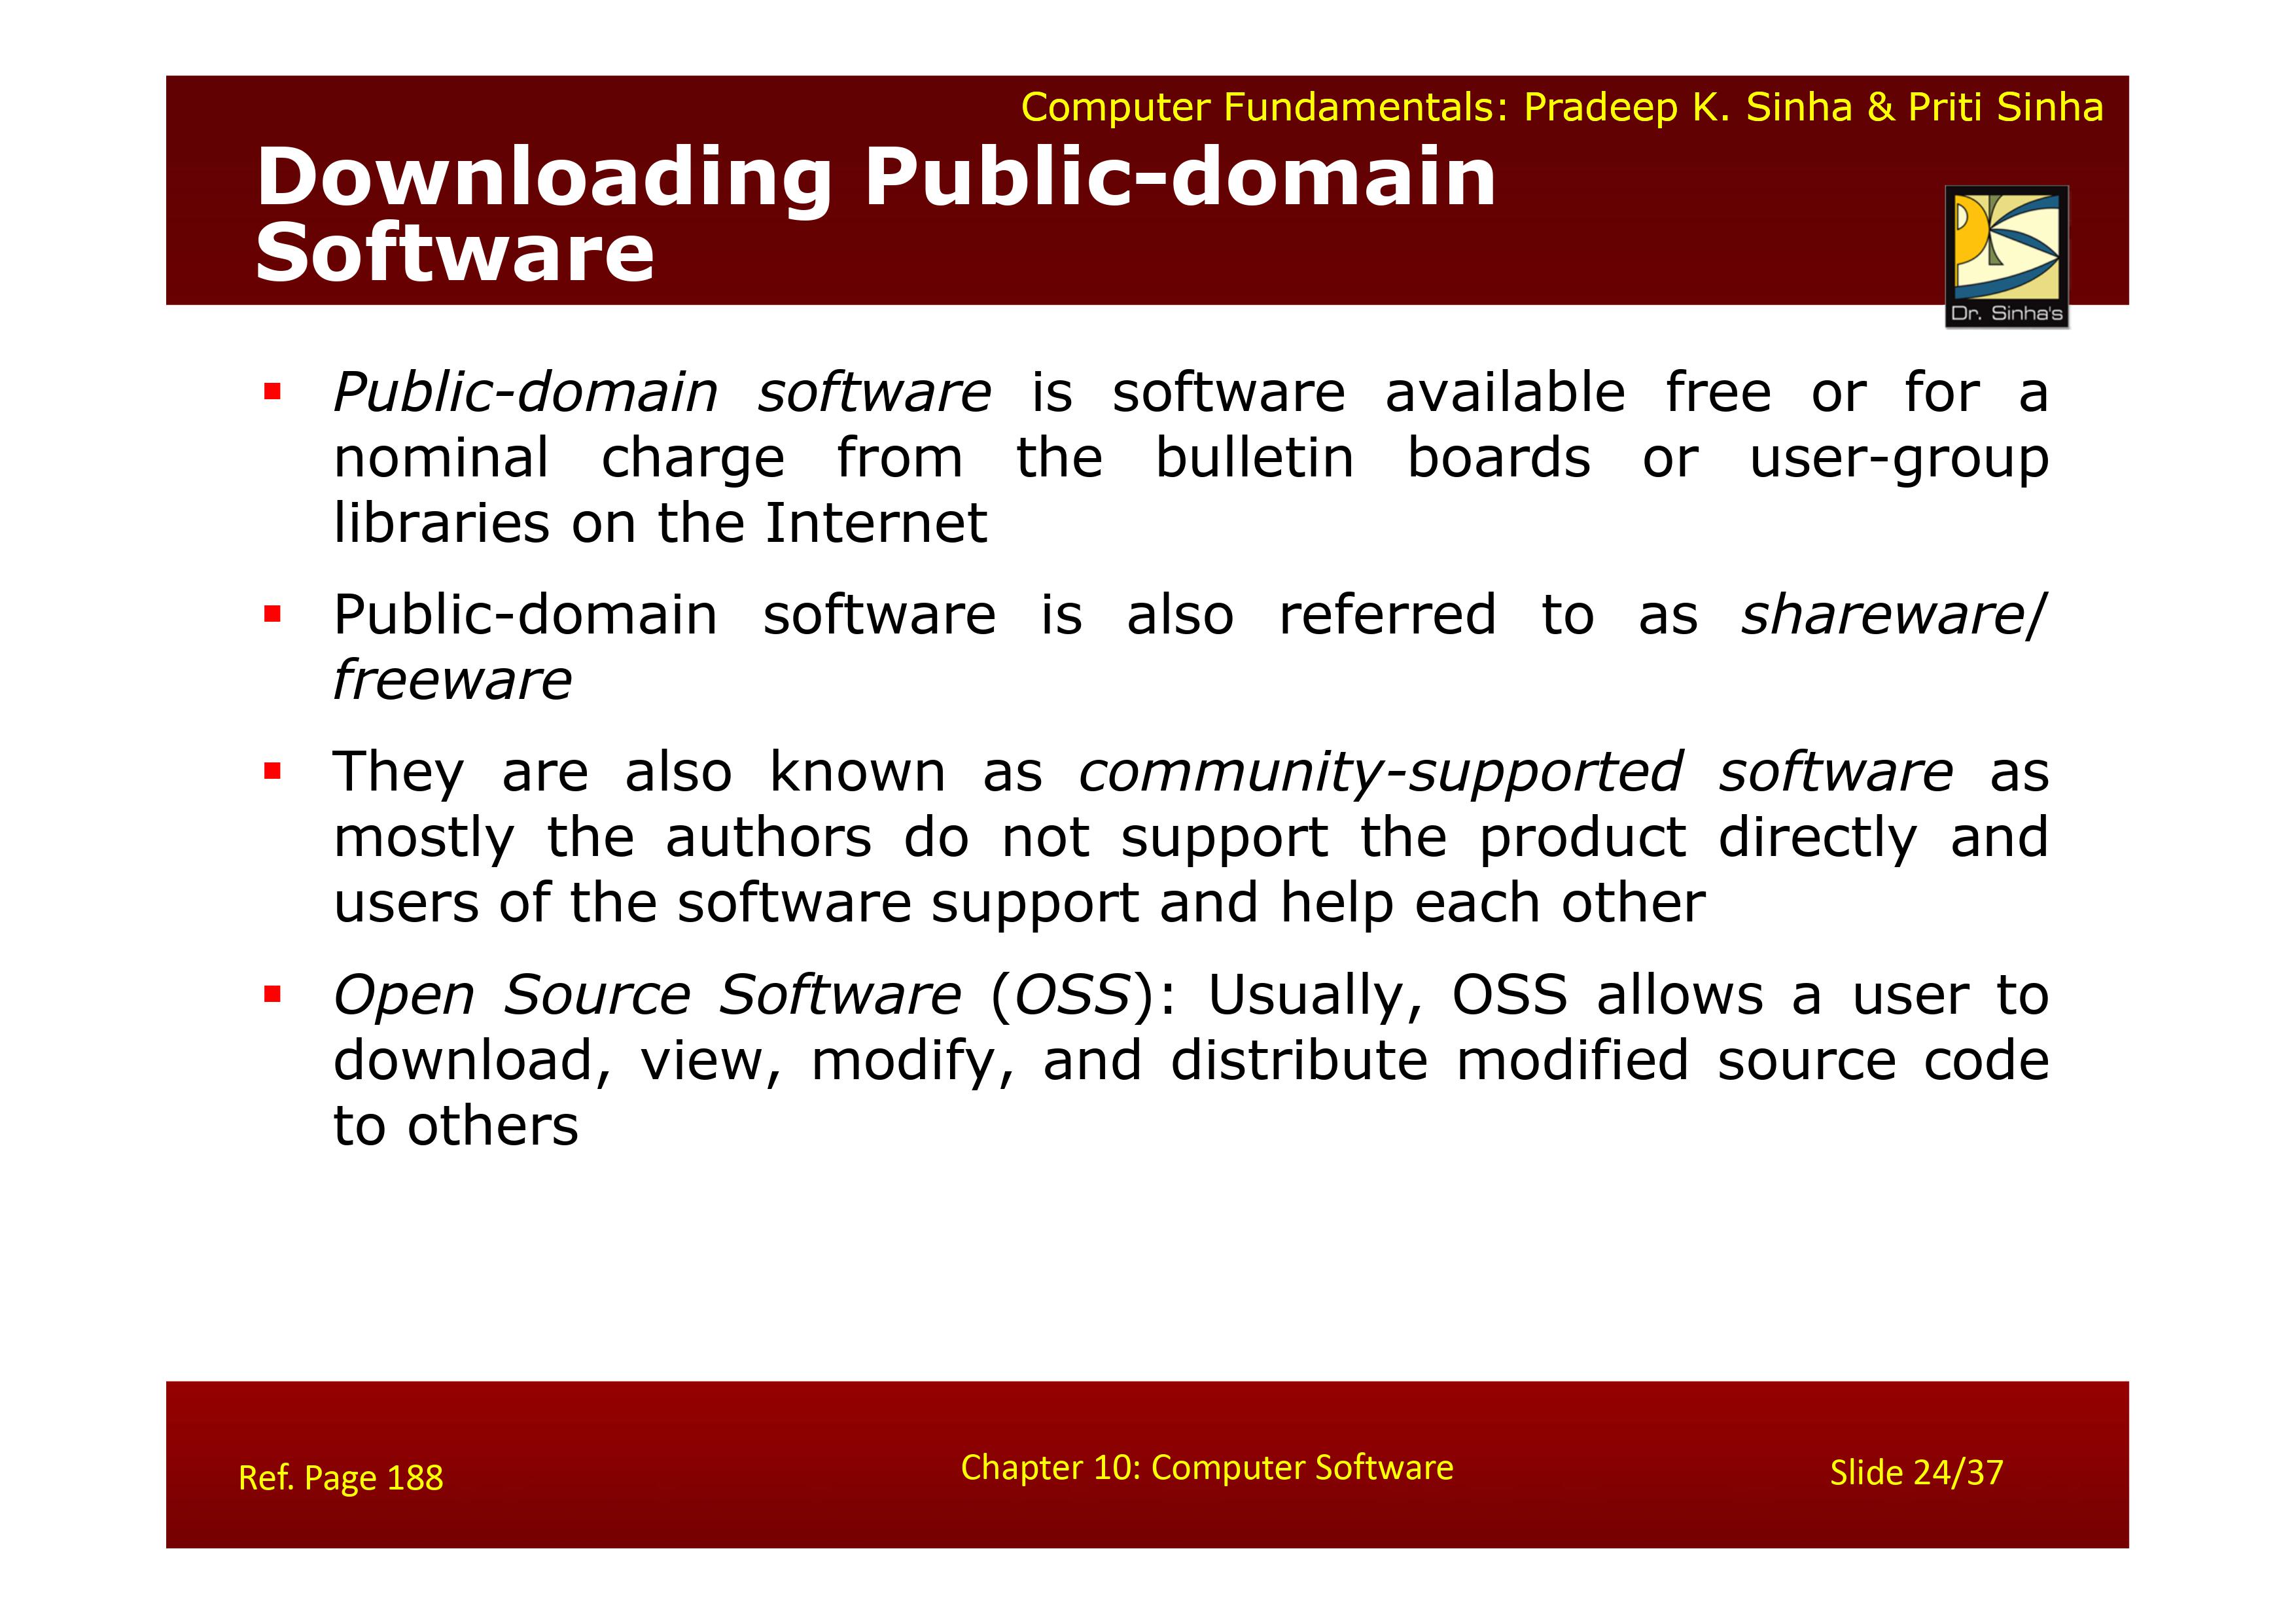 Computer Fundamentals: Pradeep K. Sinha & Priti Sinha
Downloading Public-domain
Software
Dr. Sinha's
Public-domain software is software available free or for a
nominal charge from the bulletin boards or user-group
libraries on the Internet
Public-domain software is also referred to as shareware/
freeware
They are also known as community-supported software as
mostly the authors do not support the product directly and
users of the software support and help each other
Open Source Software (OSS): Usually, OSS allows a user to
download, view, modify, and distribute modified source code
to others
Ref. Page 188
Chapter 10: Computer Software
Slide 24/37